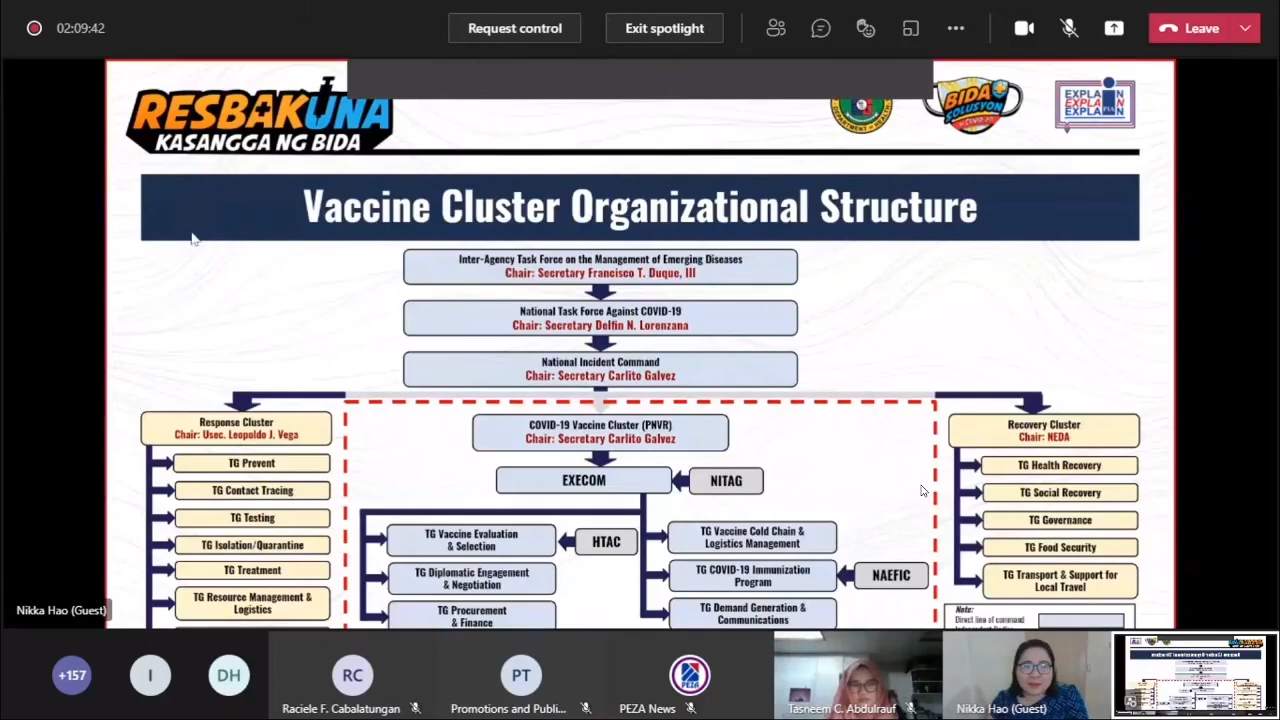 02:09:42
Request control
Exit spotlight
Leave
RESBAKUNA
KASANGGA NG BIDA
BIDA
SOLUSYON
EXPLAIN
EXPLAIN
EXPLAIN
Vaccine Cluster Organizational Structure
Inter-Agency Task Force on the Management of Emerging Diseases
Chair: Secretary Francisco T. Duque, III
National Task Force Against COVID-19
Chair: Secretary Delfin N. Lorenzana
National Incident Command
Chair: Secretary Carlito Galvez
Response Cluster
Chair: Usec. Leopoldo J. Vega
TG Prevent
TG Contact Tracing
TG Testing
TG Isolation/Quarantine
TG Treatment
TG Resource Management &
Logistics
COVID-19 Vaccine Cluster (PNVR)
Chair: Secretary Carlito Galvez
EXECOM
NITAG
TG Vaccine Evaluation
& Selection
HTAC
TG Diplomatic Engagement
& Negotiation
TG Procurement
& Finance
TG Vaccine Cold Chain &
Logistics Management
TG COVID-19 Immunization
Program
NAEFIC
TG Demand Generation &
Communications
Recovery Cluster
Chair: NEDA
TG Health Recovery
TG Social Recovery
TG Governance
TG Food Security
TG Transport & Support for
Local Travel
Note:
Direct line of command
Nikka Hao (Guest)
+157
I
DH
RC
Raciele F. Cabalatungan
PT
PEZA News
Tasneem C. Abdulrauf
Nikka Hao (Guest)